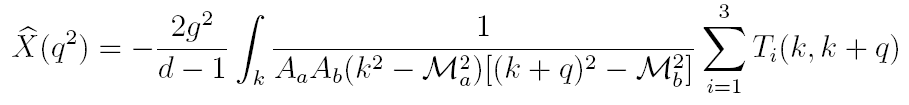 \widehat{X}(q^2) = -\frac{2g^2}{d-1} \int_k \frac{1}{A_a A_b (k^2 - \mathcal{M}_a^2)[(k+q)^2 - \mathcal{M}_b^2]} \sum_{i=1}^{3} T_i(k, k+q)